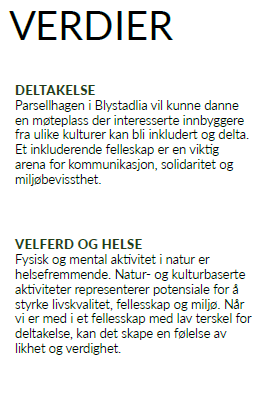 VERDIER
DELTAKELSE
Parsellhagen i Blystadlia vil kunne danne
en møteplass der interesserte innbyggere
fra ulike kulturer kan bli inkludert og delta.
Et inkluderende felleskap er en viktig
arena for kommunikasjon, solidaritet og
miljøbevissthet.
VELFERD OG HELSE
Fysisk og mental aktivitet i natur er
helsefremmende. Natur- og kulturbaserte
aktiviteter representerer potensiale for å
styrke livskvalitet, fellesskap og miljø. Når
vi er med i et fellesskap med lav terskel for
deltakelse, kan det skape en følelse av
likhet og verdighet.